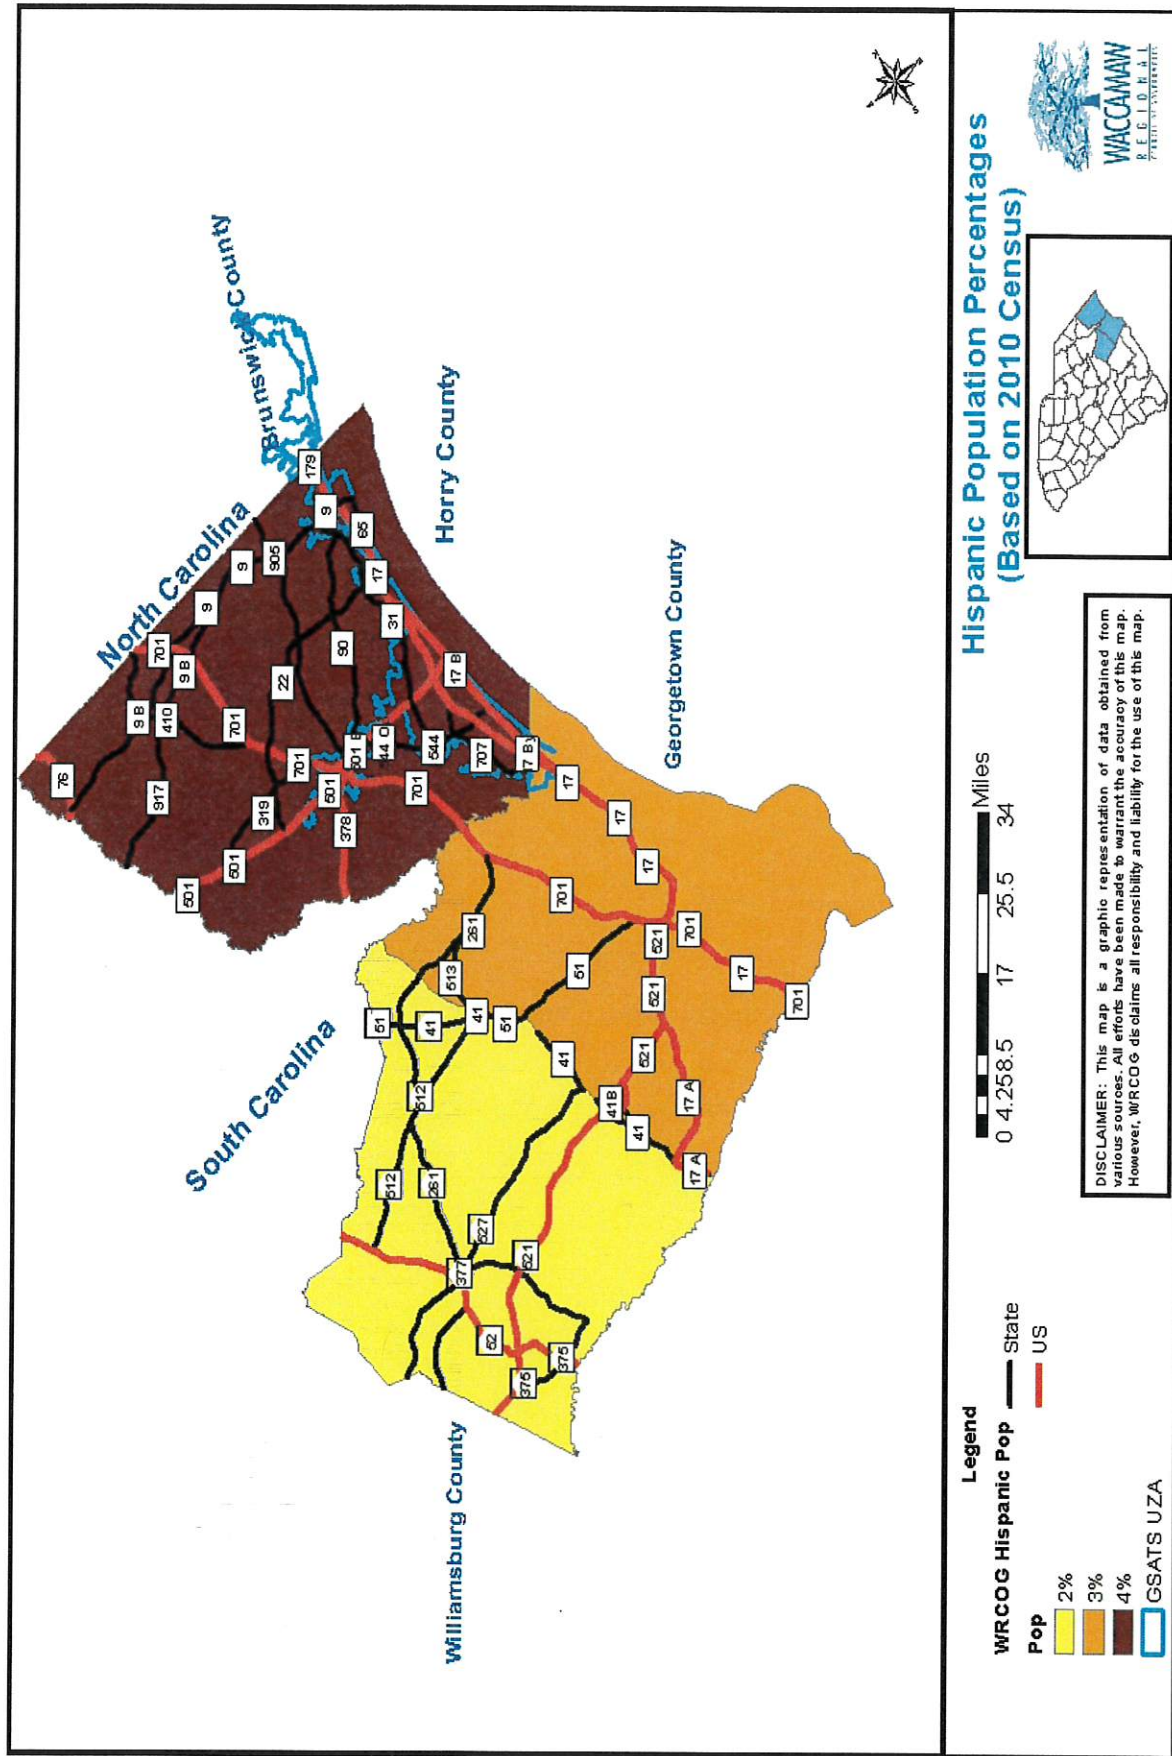 North Carolina
Brunswick County
South Carolina
Horry County
Georgetown County
Williamsburg County
76
501
501
917
9 B
410
701
9 B
9
9
905
179
9
65
17
31
90
22
701
319
701
501
378
501 B
44 O
544
707
701
17 B
17 By
17
17
17
701
261
513
51
41
41
51
51
41
512
512
261
527
377
52
375
375
521
41B
41
521
521
521
701
17
701
17 A
17 A
Legend
WRCOG Hispanic Pop
Pop
2%
3%
4%
GSATS UZA
State
US
0 4.25 8.5 17 25.5 34
Miles
DISCLAIMER: This map is a graphic representation of data obtained from
various sources. All efforts have been made to warrant the accuracy of this map.
However, WRCOG disclaims all responsibility and liability for the use of this map.
Hispanic Population Percentages
(Based on 2010 Census)
WACCAMAW
REGIONAL